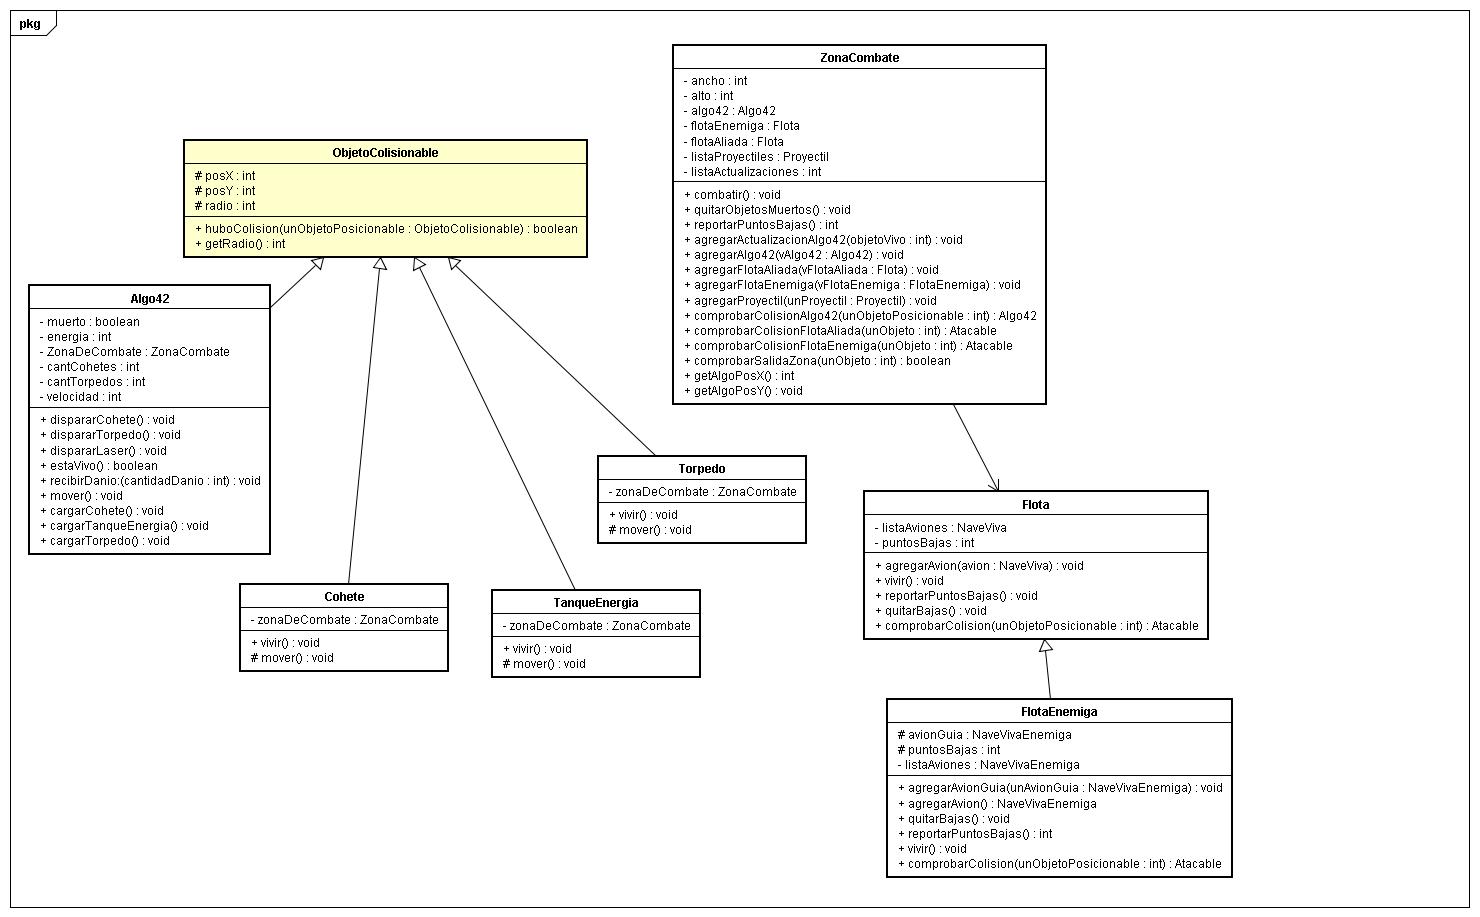 pkg
ZonaCombate
- ancho : int
- alto : int
- algo42 : Algo42
- flotaEnemiga : Flota
- flotaAliada : Flota
- listaProyectiles : Proyectil
- listaActualizaciones : int
+ combatir() : void
+ quitarObjetosMuertos() : void
+ reportarPuntosBajas() : int
+ agregarActualizacionAlgo42(objetoVivo : int) : void
+ agregarAlgo42(vAlgo42 : Algo42) : void
+ agregarFlotaAliada(vFlotaAliada : Flota) : void
+ agregarFlotaEnemiga(vFlotaEnemiga : FlotaEnemiga) : void
+ agregarProyectil(unProyectil : Proyectil) : void
+ comprobarColisionAlgo42(unObjetoPosicionable : int) : Algo42
+ comprobarColisionFlotaAliada(unObjeto : int) : Atacable
+ comprobarColisionFlotaEnemiga(unObjeto : int) : Atacable
+ comprobarSalidaZona(unObjeto : int) : boolean
+ getAlgoPosX() : int
+ getAlgoPosY() : void
ObjetoColisionable
# posX : int
# posY : int
# radio : int
+ huboColision(unObjetoPosicionable : ObjetoColisionable) : boolean
+ getRadio() : int
Algo42
- muerto : boolean
- energia : int
- ZonaDeCombate : ZonaCombate
- cantCohetes : int
- cantTorpedos : int
- velocidad : int
+ dispararCohete() : void
+ dispararTorpedo() : void
+ dispararLaser() : void
+ estaVivo() : boolean
+ recibirDanio:(cantidadDanio : int) : void
+ mover() : void
+ cargarCohete() : void
+ cargarTanqueEnergia() : void
+ cargarTorpedo() : void
Torpedo
- zonaDeCombate : ZonaCombate
+ vivir() : void
# mover() : void
Flota
- listaAviones : NaveViva
- puntosBajas : int
+ agregarAvion(avion : NaveViva) : void
+ vivir() : void
+ reportarPuntosBajas() : void
+ quitarBajas() : void
+ comprobarColision(unObjetoPosicionable : int) : Atacable
Cohete
- zonaDeCombate : ZonaCombate
+ vivir() : void
# mover() : void
TanqueEnergia
- zonaDeCombate : ZonaCombate
+ vivir() : void
# mover() : void
FlotaEnemiga
# avionGuia : NaveVivaEnemiga
# puntosBajas : int
- listaAviones : NaveVivaEnemiga
+ agregarAvionGuia(unAvionGuia : NaveVivaEnemiga) : void
+ agregarAvion() : NaveVivaEnemiga
+ quitarBajas() : void
+ reportarPuntosBajas() : int
+ vivir() : void
+ comprobarColision(unObjetoPosicionable : int) : Atacable